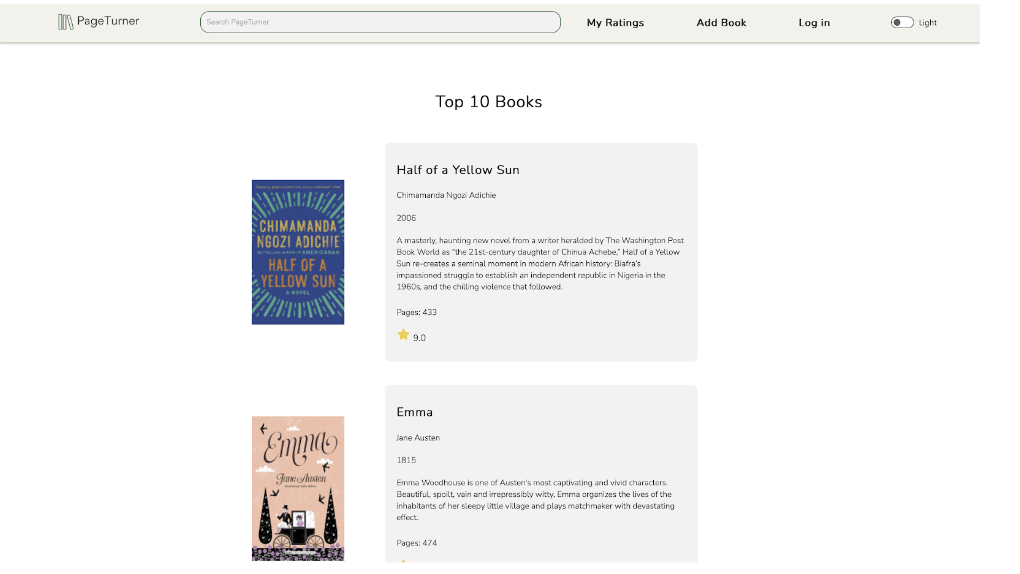 PageTurner
Search PageTurner
My Ratings
Add Book
Log in
Light
Top 10 Books
CHIMAMANDA
NGOZI ADICHIE
HALF OF A
YELLOW SUN
A NOVEL
Half of a Yellow Sun
Chimamanda Ngozi Adichie
2006
A masterly, haunting new novel from a writer heralded by The Washington Post
Book World as “the 21st-century daughter of Chinua Achebe,” Half of a Yellow
Sun re-creates a seminal moment in modern African history: Biafra’s
impassioned struggle to establish an independent republic in Nigeria in the
1960s, and the chilling violence that followed.
Pages: 433
9.0
Emma
Jane Austen
Emma
Jane Austen
1815
Emma Woodhouse is one of Austen's most captivating and vivid characters.
Beautiful, spoilt, vain and irrepressibly witty, Emma organizes the lives of the
inhabitants of her sleepy little village and plays matchmaker with devastating
effect.
Pages: 474